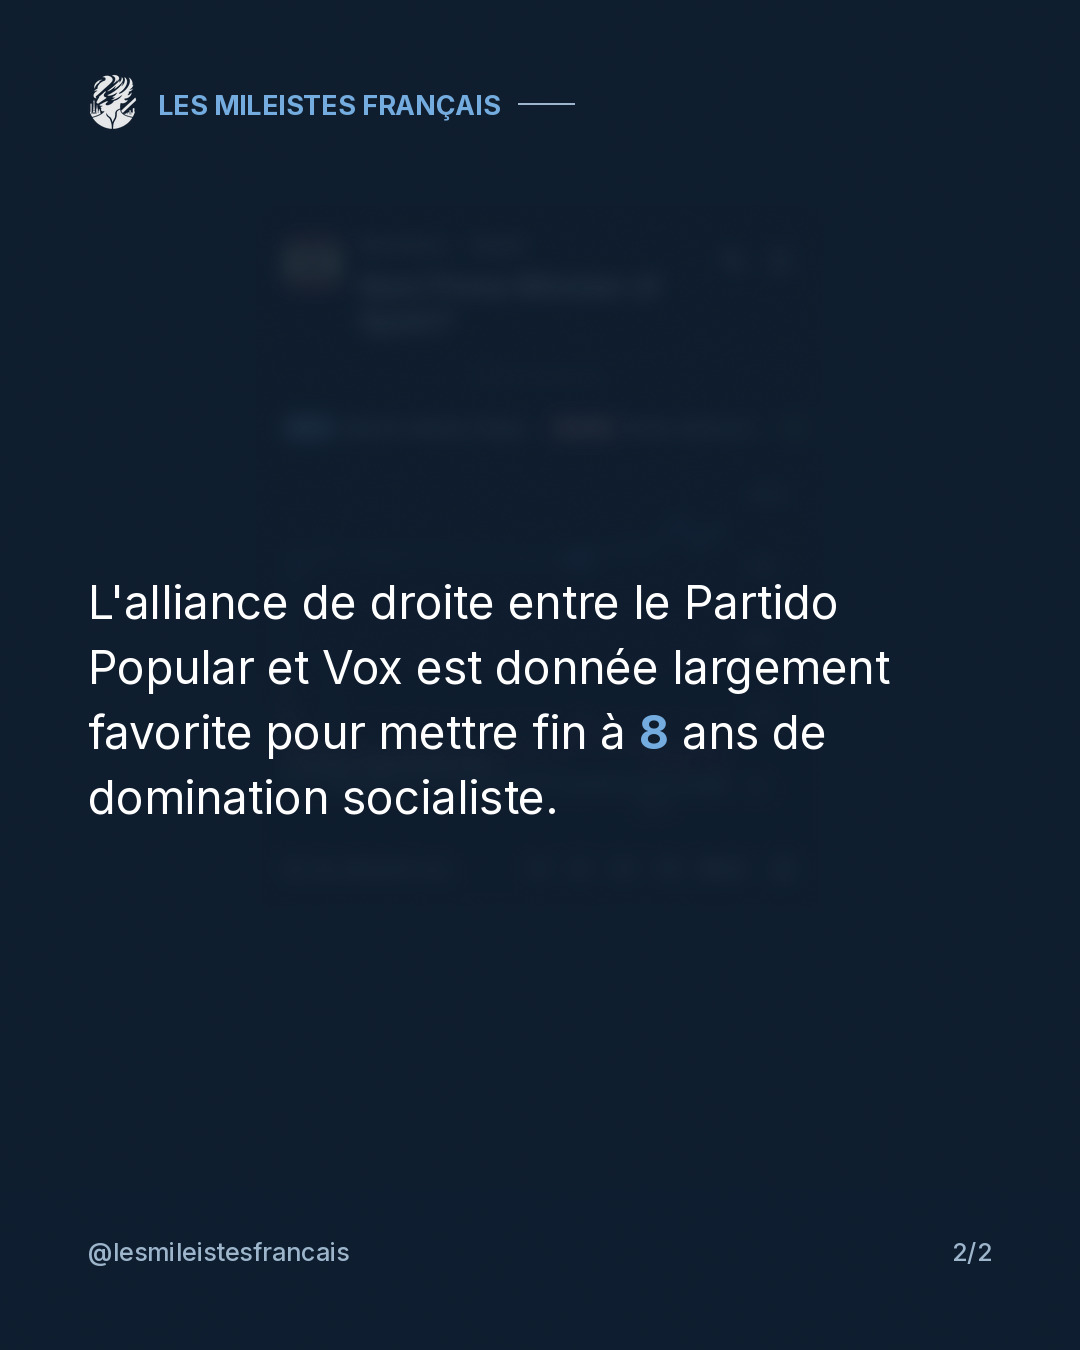 LES MILEISTES FRANÇAIS
L'alliance de droite entre le Partido
Popular et Vox est donnée largement
favorite pour mettre fin à 8 ans de
domination socialiste.
@lesmileistesfrancais
2/2